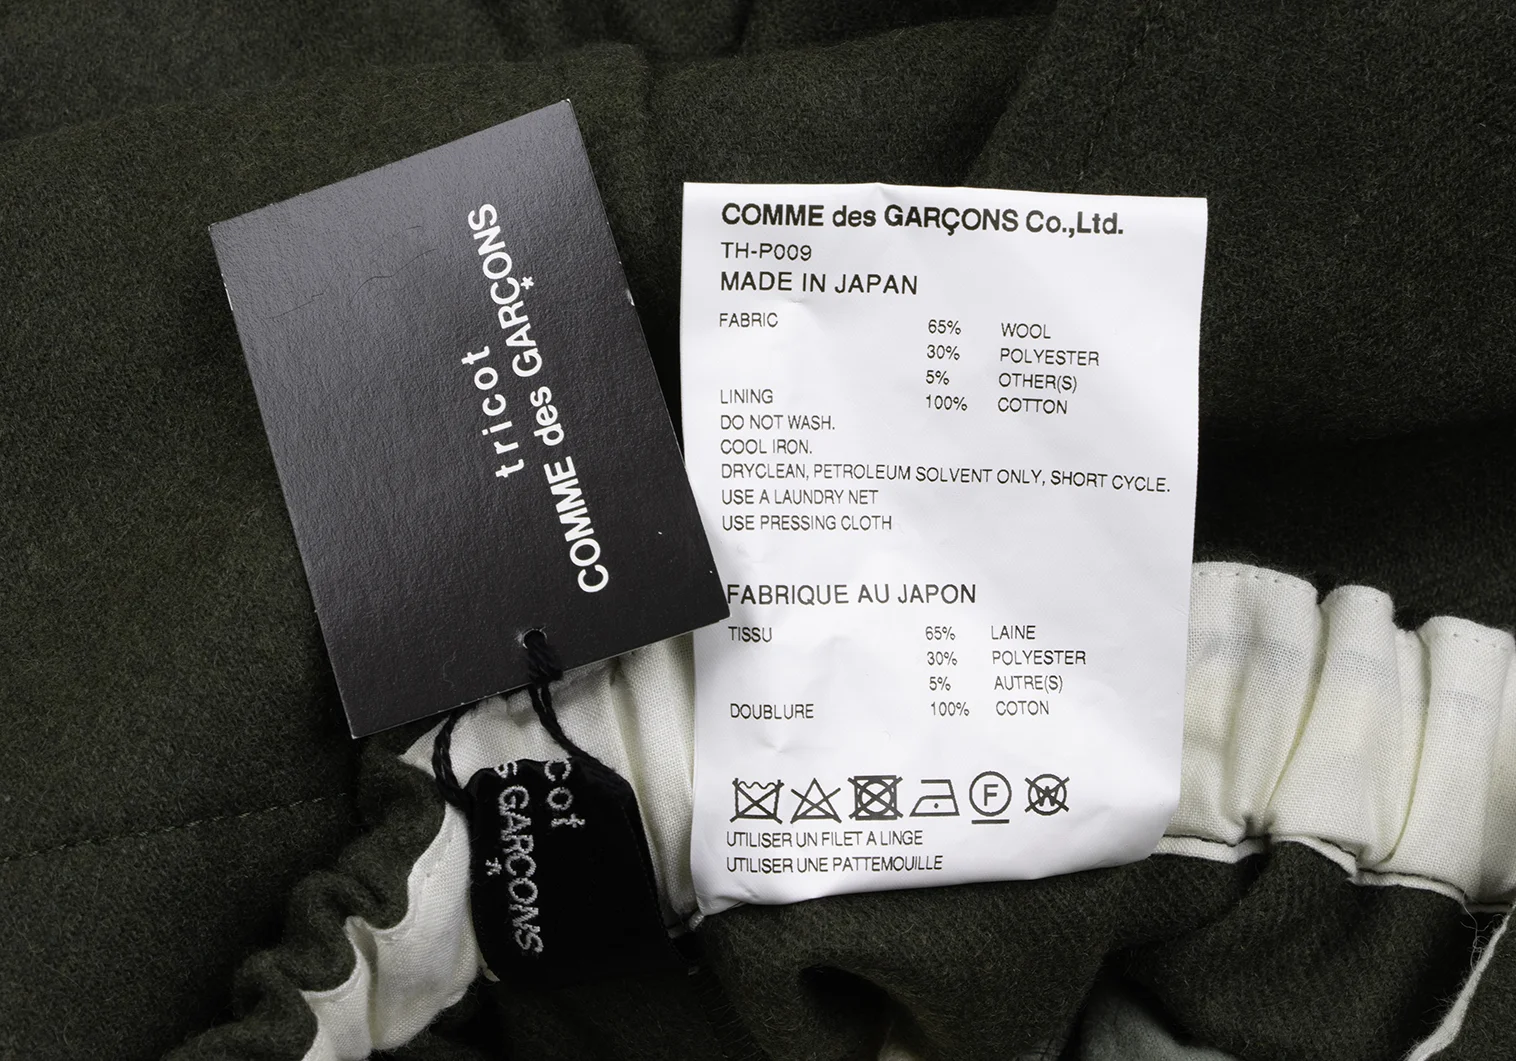 tricot
COMME des GARÇONS
COMME des GARÇONS Co.,Ltd.
TH-P009
MADE IN JAPAN
FABRIC 65% WOOL
30% POLYESTER
5% OTHER(S)
LINING 100% COTTON
DO NOT WASH.
COOL IRON.
DRYCLEAN, PETROLEUM SOLVENT ONLY, SHORT CYCLE.
USE A LAUNDRY NET
USE PRESSING CLOTH
FABRIQUE AU JAPON
TISSU 65% LAINE
30% POLYESTER
5% AUTRE(S)
DOUBLURE 100% COTON
F W
UTILISER UN FILET A LINGE
UTILISER UNE PATTEMOUILLE
cot
S GARÇONS